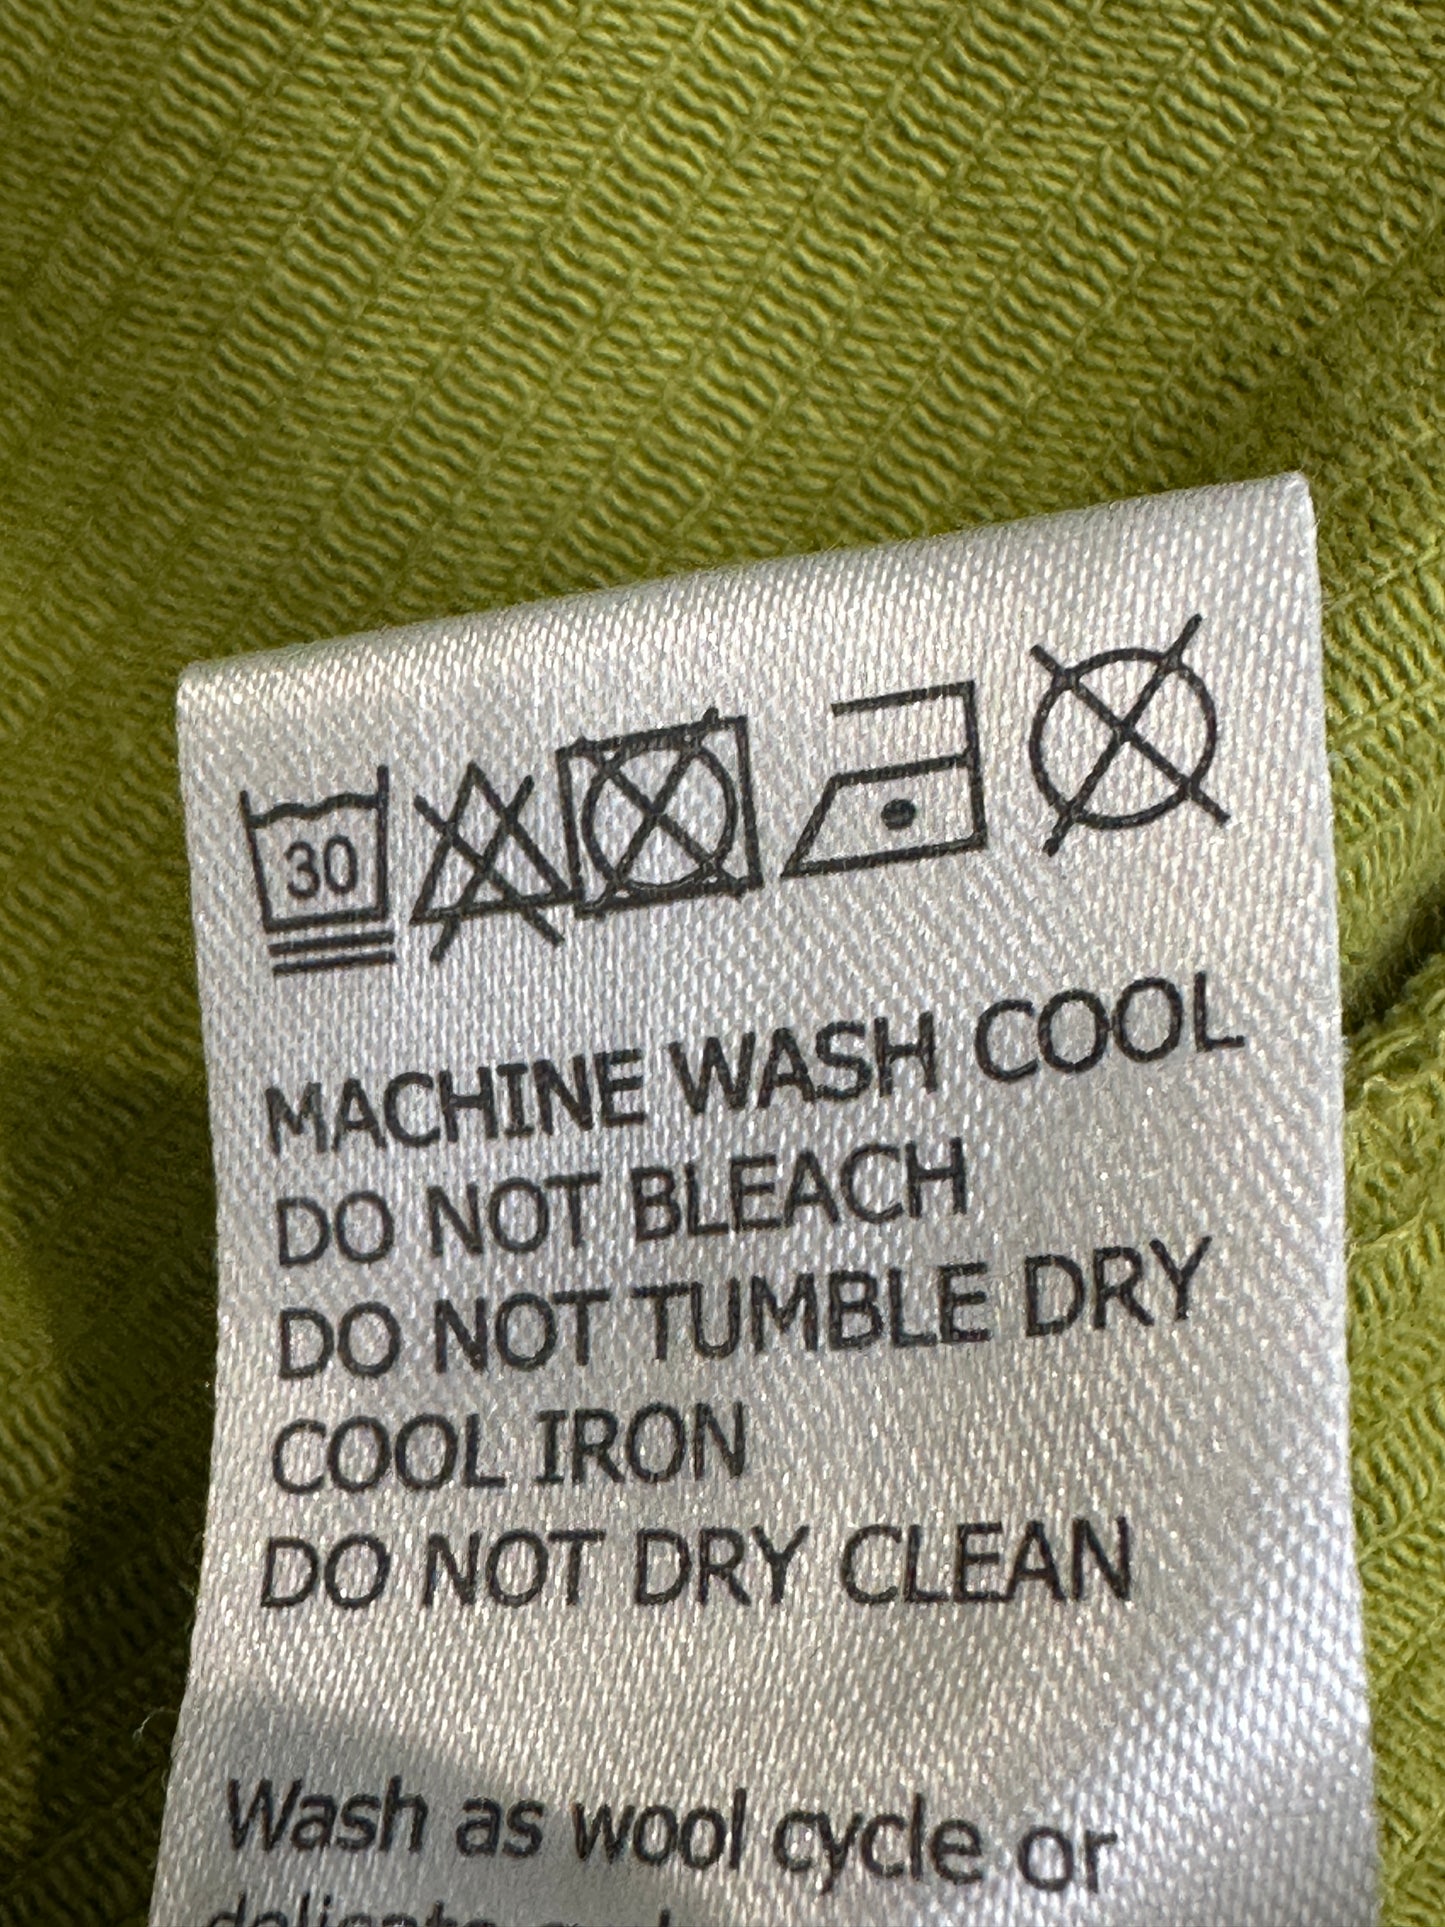 30
MACHINE WASH COOL
DO NOT BLEACH
DO NOT TUMBLE DRY
COOL IRON
DO NOT DRY CLEAN
Wash as wool cycle or
delicate